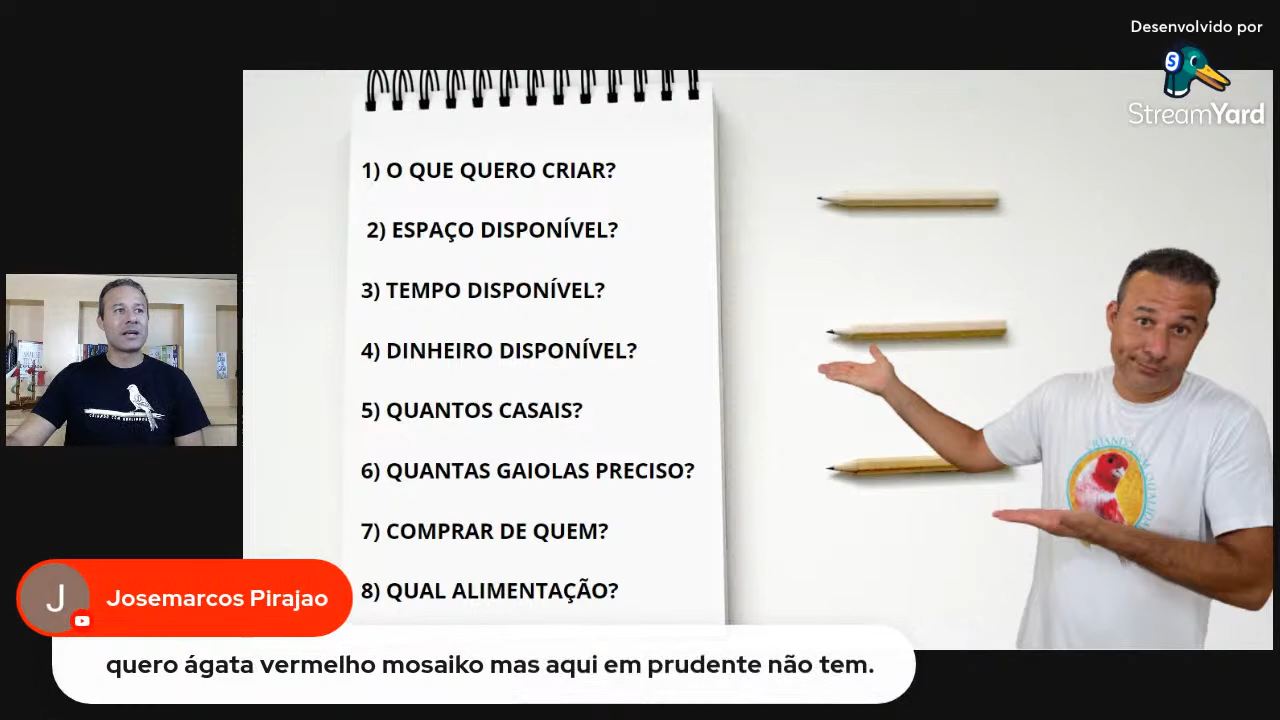 Desenvolvido por
StreamYard
1) O QUE QUERO CRIAR?
2) ESPAÇO DISPONÍVEL?
3) TEMPO DISPONÍVEL?
4) DINHEIRO DISPONÍVEL?
5) QUANTOS CASAIS?
6) QUANTAS GAIOLAS PRECISO?
7) COMPRAR DE QUEM?
8) QUAL ALIMENTAÇÃO?
J
Josemarcos Pirajao
quero ágata vermelho mosaiko mas aqui em prudente não tem.